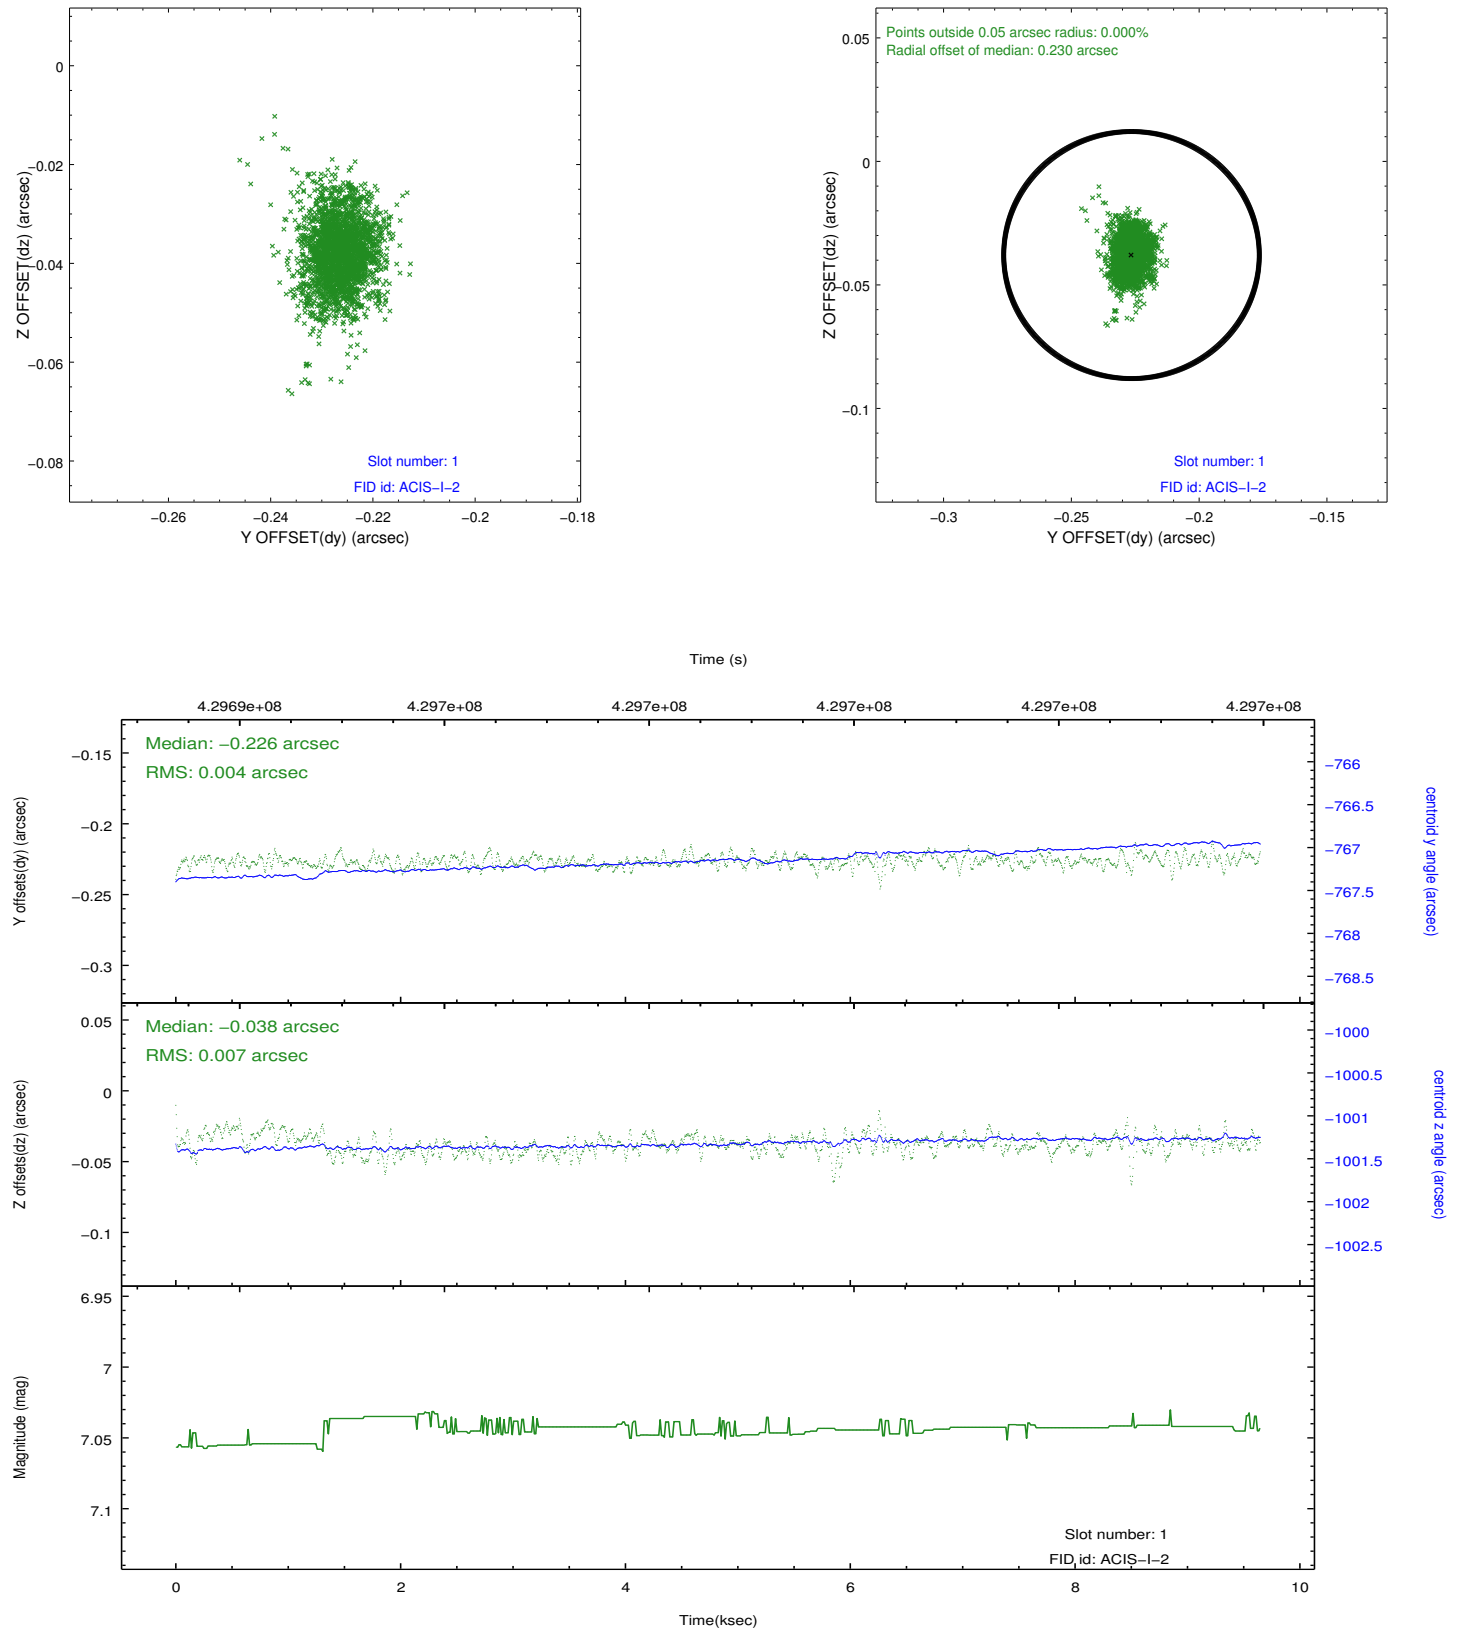 0
−0.02
−0.04
−0.06
−0.08
Z OFFSET(dz) (arcsec)
Slot number: 1
FID id: ACIS−I−2
−0.26
−0.24
−0.22
−0.2
−0.18
Y OFFSET(dy) (arcsec)
Points outside 0.05 arcsec radius: 0.000%
Radial offset of median: 0.230 arcsec
0.05
0
−0.05
−0.1
Z OFFSET(dz) (arcsec)
Slot number: 1
FID id: ACIS−I−2
−0.3
−0.25
−0.2
−0.15
Y OFFSET(dy) (arcsec)
Time (s)
4.2969e+08
4.297e+08
4.297e+08
4.297e+08
4.297e+08
4.297e+08
Median: −0.226 arcsec
RMS: 0.004 arcsec
−0.15
−0.2
−0.25
−0.3
Y offsets(dy) (arcsec)
−766
−766.5
−767
−767.5
−768
−768.5
centroid y angle (arcsec)
Median: −0.038 arcsec
RMS: 0.007 arcsec
0.05
0
−0.05
−0.1
Z offsets(dz) (arcsec)
−1000
−1000.5
−1001
−1001.5
−1002
−1002.5
centroid z angle (arcsec)
6.95
7
7.05
7.1
Magnitude (mag)
Slot number: 1
FID id: ACIS−I−2
0
2
4
6
8
10
Time(ksec)